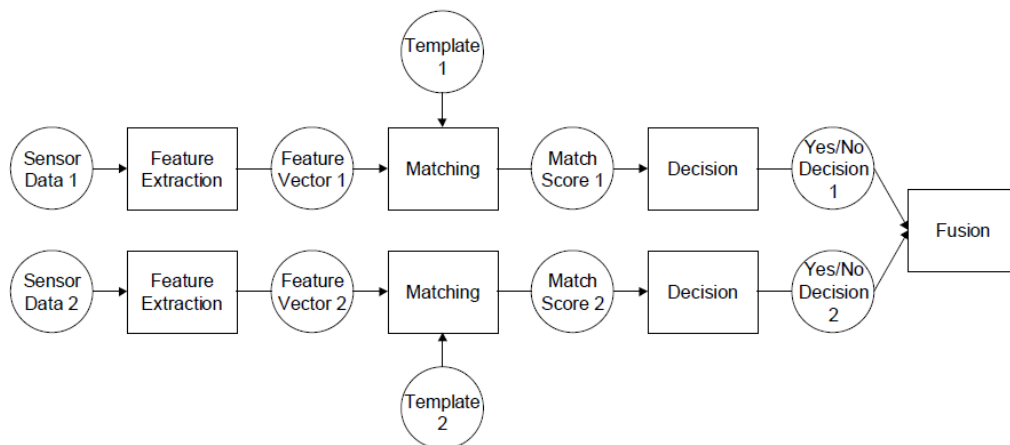 Template
1
Sensor
Data 1
Feature
Extraction
Feature
Vector 1
Matching
Match
Score 1
Decision
Yes/No
Decision
1
Fusion
Sensor
Data 2
Feature
Extraction
Feature
Vector 2
Matching
Match
Score 2
Decision
Yes/No
Decision
2
Template
2